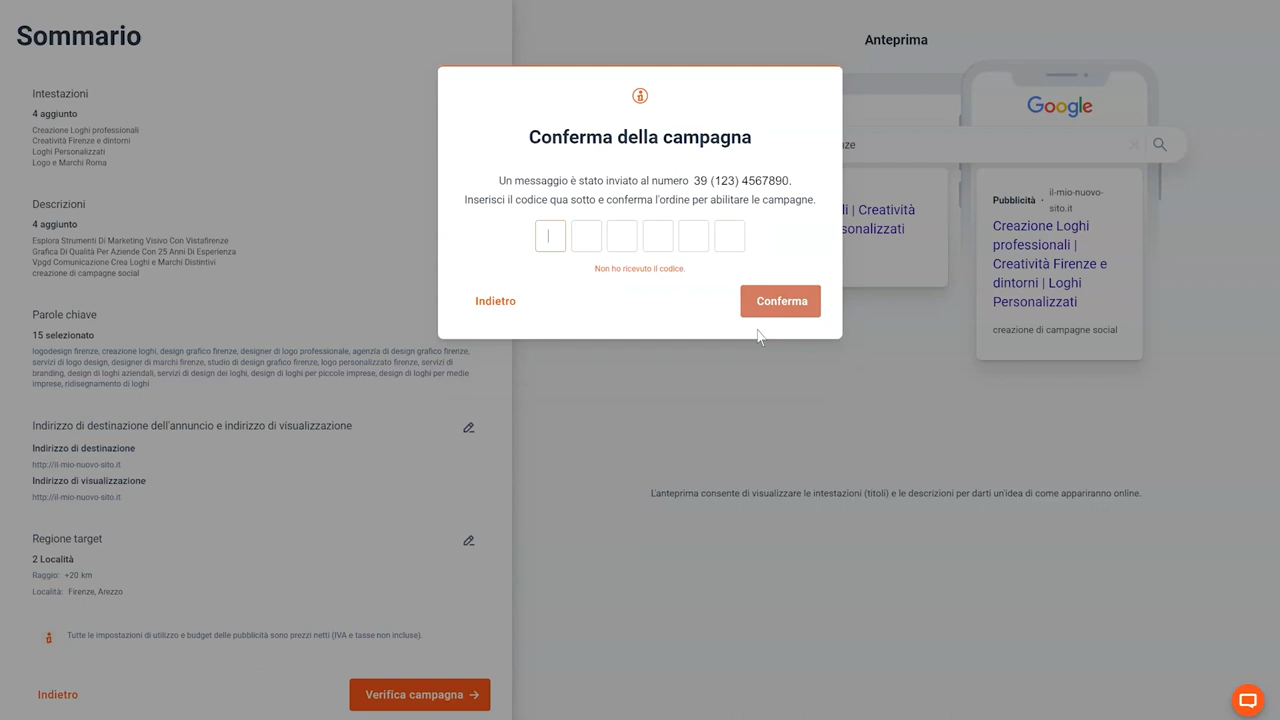 Sommario
Intestazioni
4 aggiunto
Creazione Loghi professionali
Creatività Firenze e dintorni
Loghi Personalizzati
Logo e Marchi Roma
Descrizioni
4 aggiunto
Esplora Strumenti Di Marketing Visivo Con Vistafirenze
Grafica Di Qualità Per Aziende Con 25 Anni Di Esperienza
Vpgd Comunicazione Crea Loghi e Marchi Distintivi
creazione di campagne social
Parole chiave
15 selezionato
logodesign firenze, creazione loghi, design grafico firenze, designer di logo professionale, agenzia di design grafico firenze,
servizi di logo design, designer di marchi firenze, studio di design grafico firenze, logo personalizzato firenze, servizi di
branding, design di loghi aziendali, servizi di design dei loghi, design di loghi per piccole imprese, design di loghi per medie
imprese, ridisegnamento di loghi
Indirizzo di destinazione dell'annuncio e indirizzo di visualizzazione
Indirizzo di destinazione
http://il-mio-nuovo-sito.it
Indirizzo di visualizzazione
http://il-mio-nuovo-sito.it
Regione target
2 Località
Raggio: +20 km
Località: Firenze, Arezzo
Tutte le impostazioni di utilizzo e budget delle pubblicità sono prezzi netti (IVA e tasse non incluse).
Indietro
Verifica campagna →
Conferma della campagna
Un messaggio è stato inviato al numero 39 (123) 4567890.
Inserisci il codice qua sotto e conferma l'ordine per abilitare le campagne.
Non ho ricevuto il codice.
Indietro
Conferma
Anteprima
Google
nze
li | Creatività
sonalizzati
Pubblicità · il-mio-nuovo-
sito.it
Creazione Loghi
professionali |
Creatività Firenze e
dintorni | Loghi
Personalizzati
creazione di campagne social
L'anteprima consente di visualizzare le intestazioni (titoli) e le descrizioni per darti un'idea di come appariranno online.